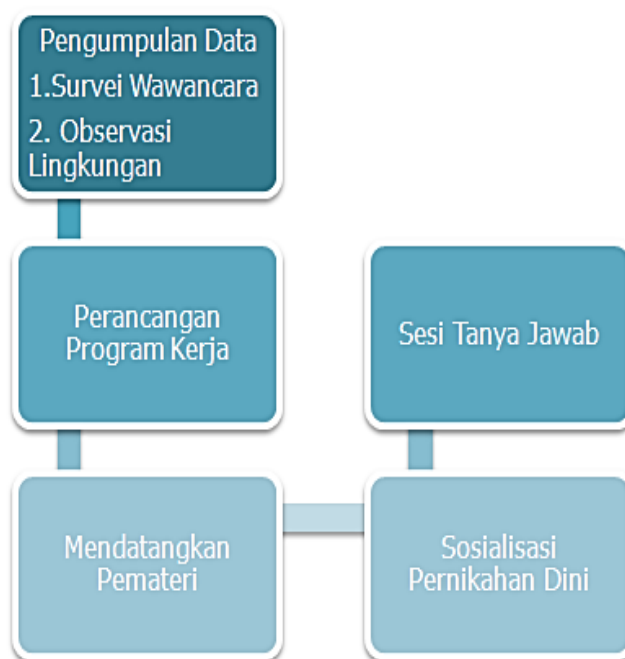 Pengumpulan Data
1.Survei Wawancara
2. Observasi
Lingkungan
Perancangan
Program Kerja
Mendatangkan
Pemateri
Sosialisasi
Pernikahan Dini
Sesi Tanya Jawab